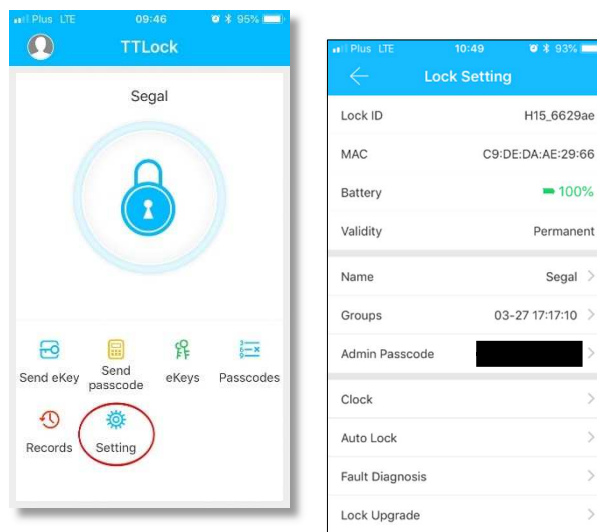 Plus LTE 09:46 95%
TTLock
Segal
Send eKey Send passcode eKeys Passcodes
Records Setting
Plus LTE 10:49 93%
Lock Setting
Lock ID H15_6629ae
MAC C9:DE:DA:AE:29:66
Battery 100%
Validity Permanent
Name Segal
Groups 03-27 17:17:10
Admin Passcode
Clock
Auto Lock
Fault Diagnosis
Lock Upgrade